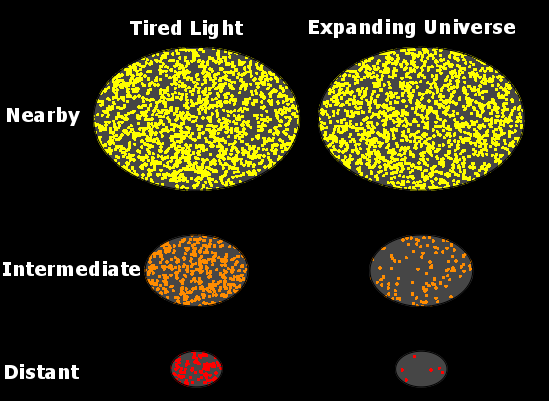 Tired Light
Expanding Universe
Nearby
Intermediate
Distant